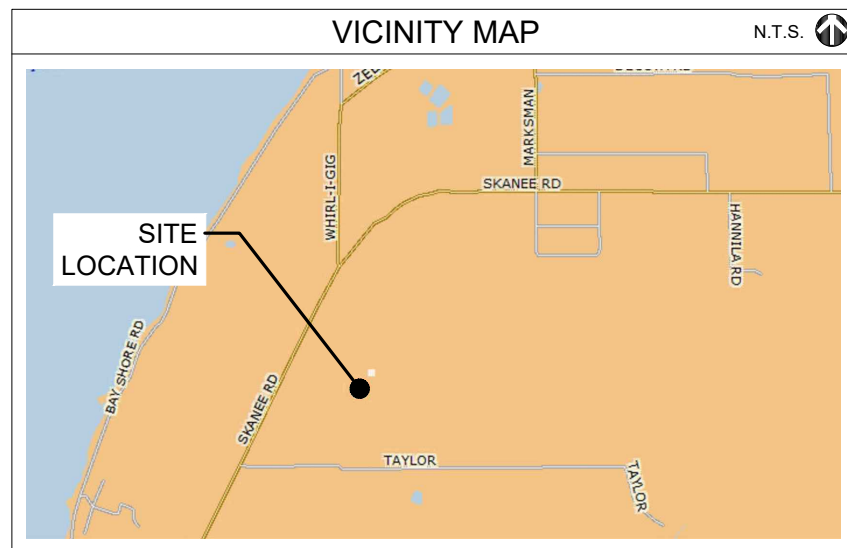 VICINITY MAP
N.T.S.
MARKSMAN
WHIRL-I-GIG
SKANEE RD
HANNILA RD
SITE
LOCATION
BAY SHORE RD
SKANEE RD
TAYLOR
TAYLOR